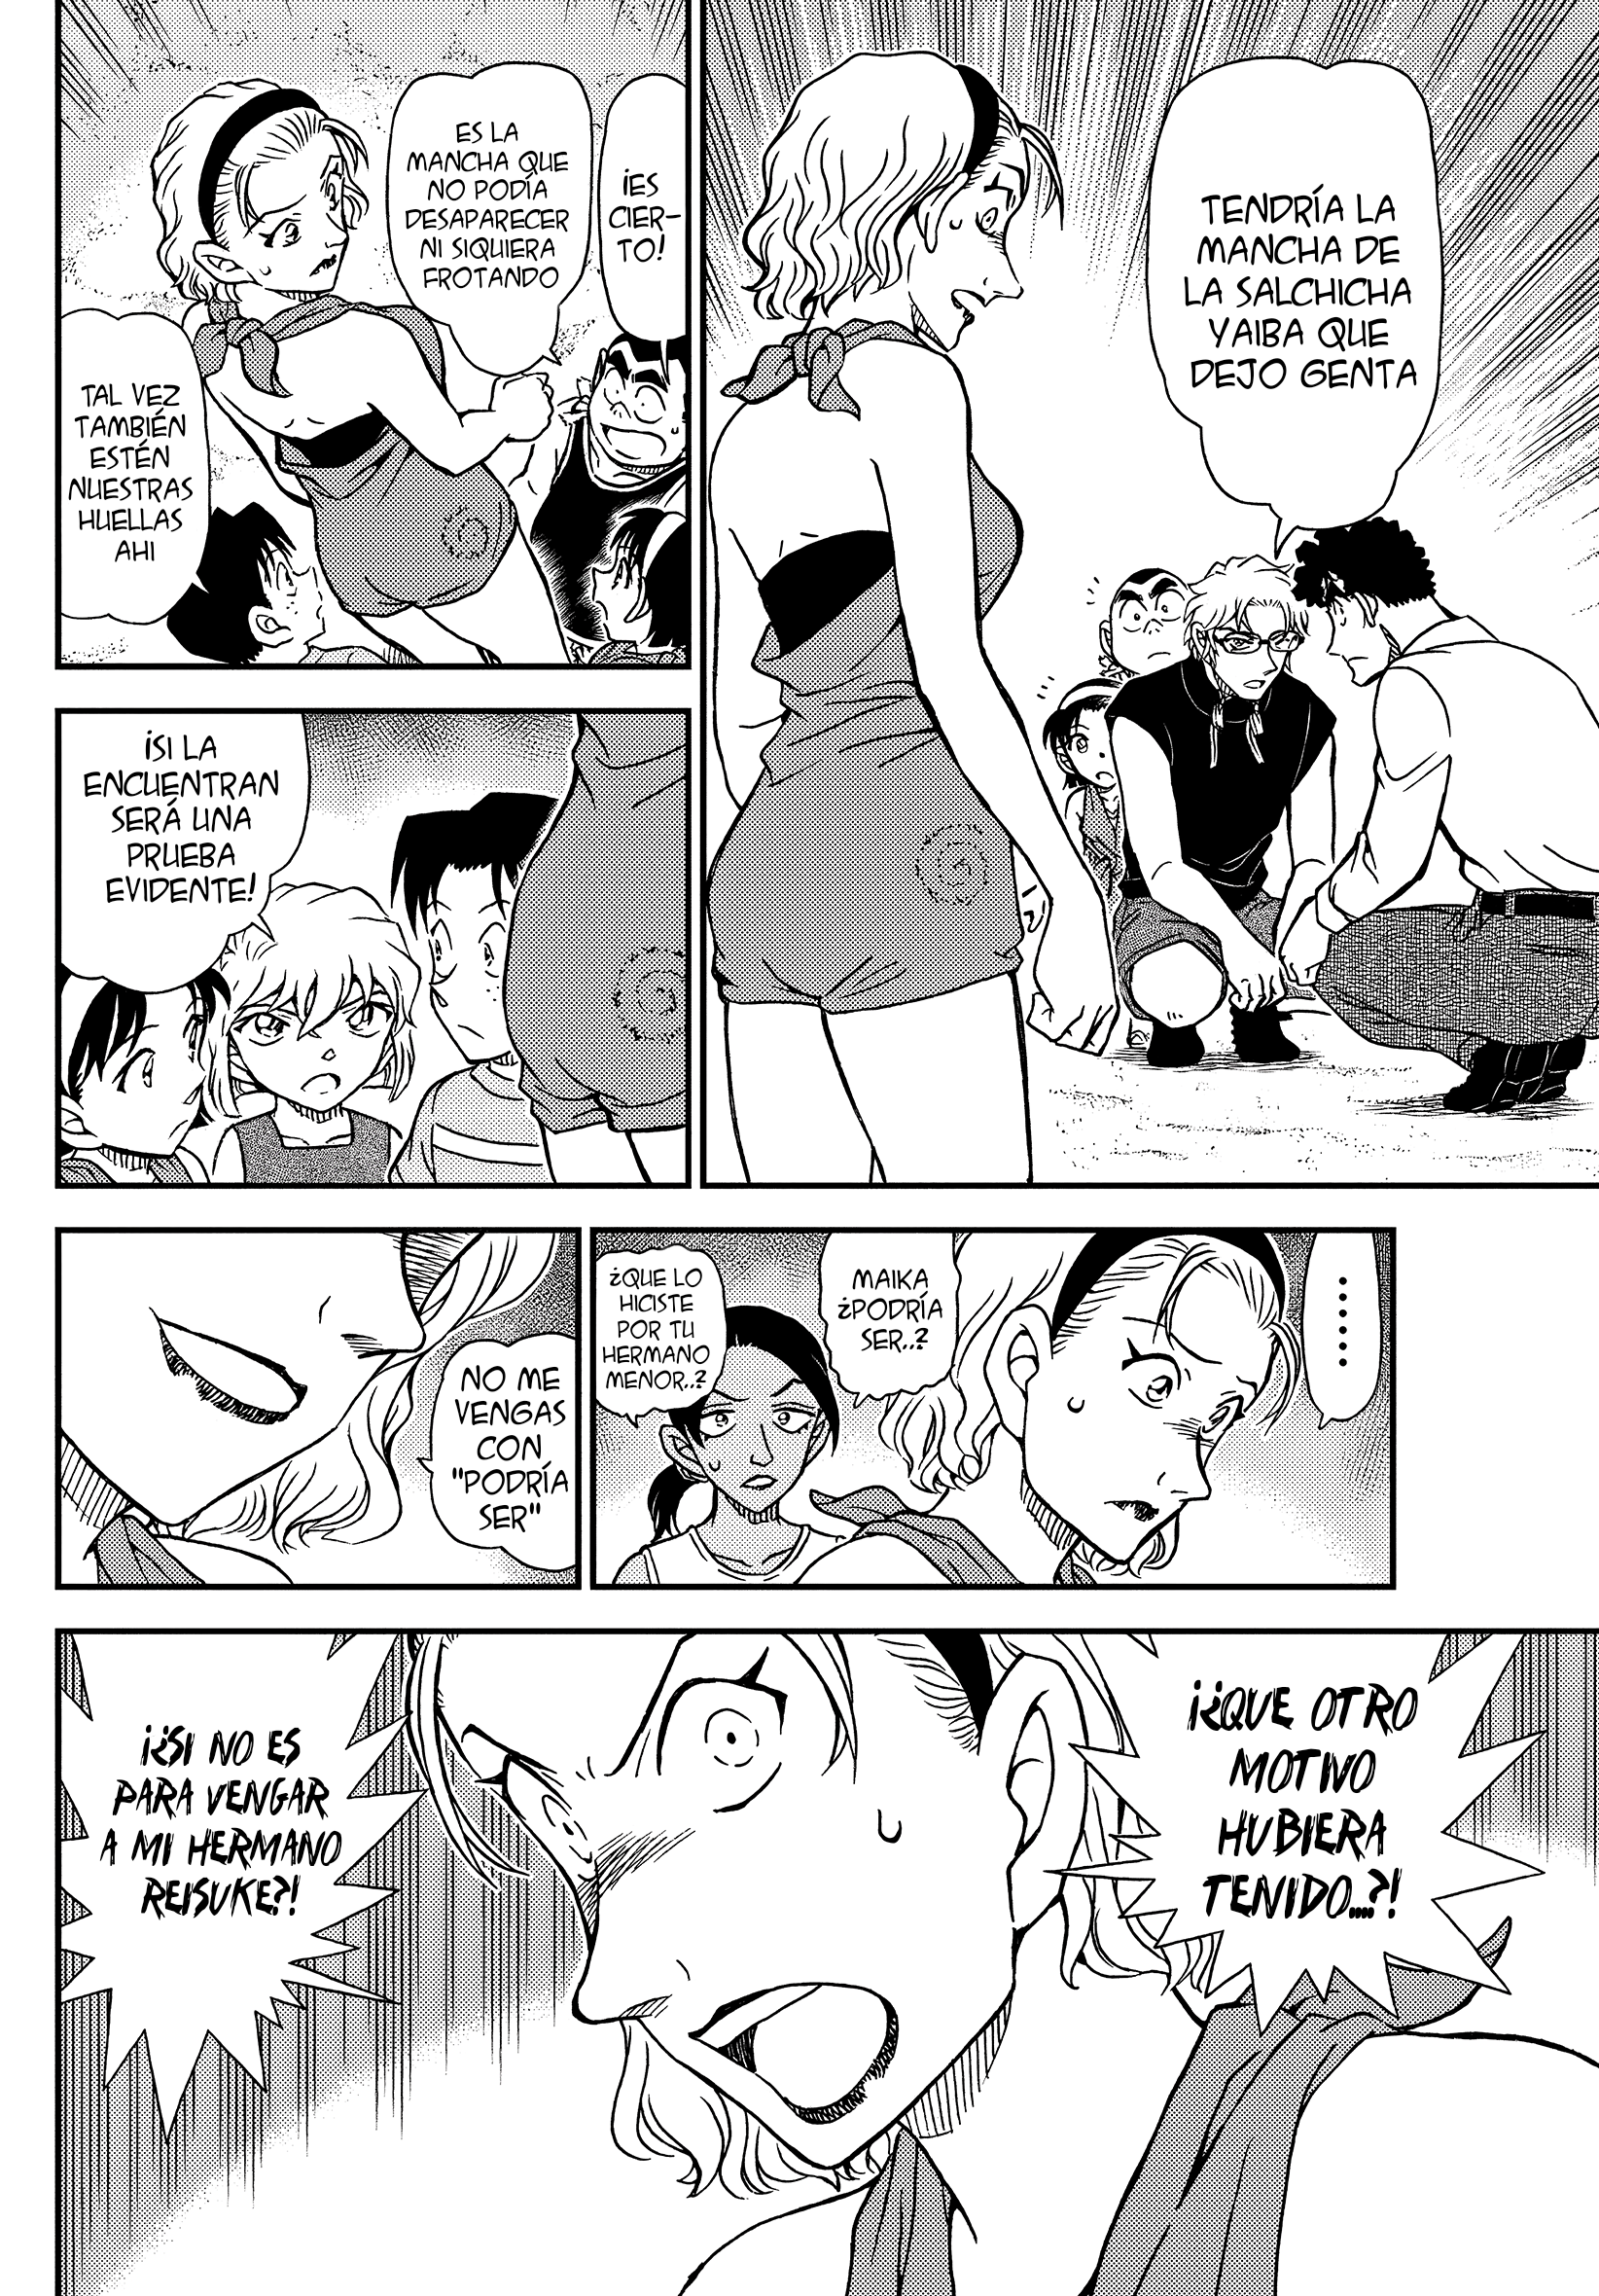 TENDRÍA LA
MANCHA DE
LA SALCHICHA
YAIBA QUE
DEJO GENTA
¡ES
CIER-
TO!
ES LA
MANCHA QUE
NO PODÍA
DESAPARECER
NI SIQUIERA
FROTANDO
TAL VEZ
TAMBIÉN
ESTÉN
NUESTRAS
HUELLAS
AHI
¡SI LA
ENCUENTRAN
SERÁ UNA
PRUEBA
EVIDENTE!
......
MAIKA
¿PODRÍA
SER..?
¿QUE LO
HICISTE
POR TU
HERMANO
MENOR..?
NO ME
VENGAS
CON
"PODRÍA
SER"
¡¿QUE OTRO
MOTIVO
HUBIERA
TENIDO....?!
¡¿SI NO ES
PARA VENGAR
A MI HERMANO
REISUKE?!